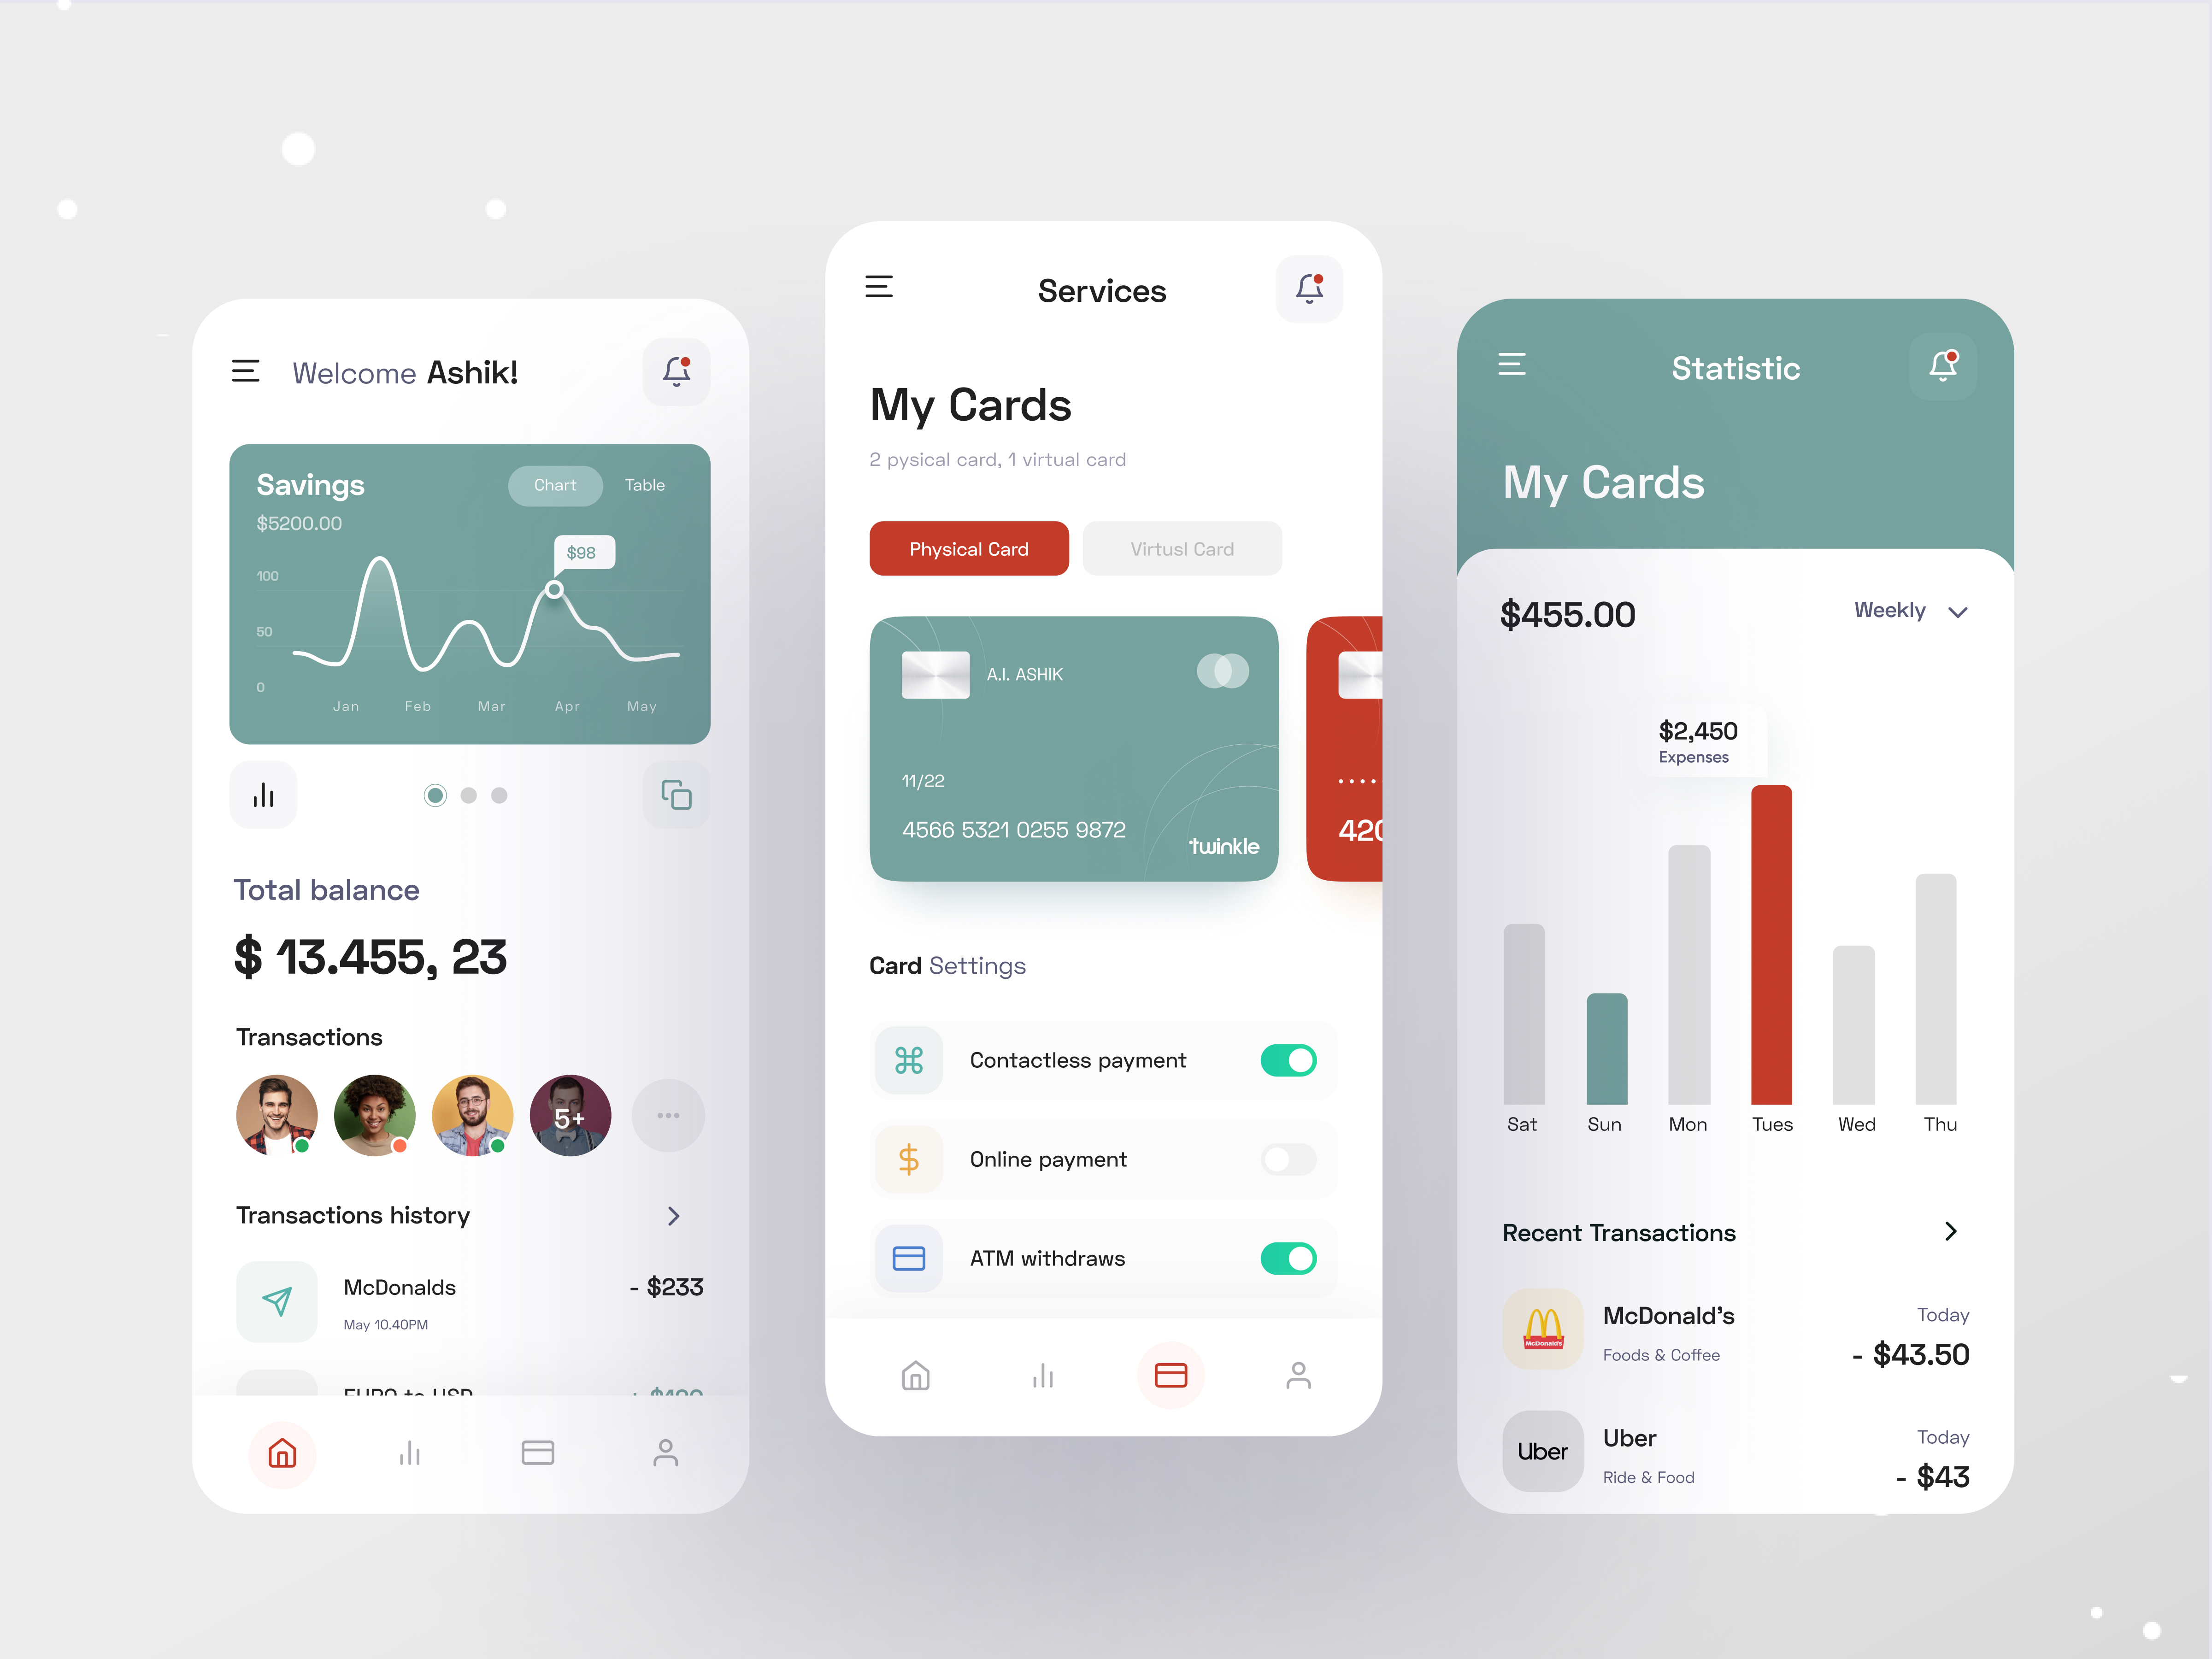 Welcome Ashik!
Savings
Chart
Table
$5200.00
$98
100
50
0
Jan Feb Mar Apr May
Total balance
$ 13.455, 23
Transactions
5+
Transactions history
McDonalds
- $233
May 10.40PM
EURO to USD
Services
My Cards
2 pysical card, 1 virtual card
Physical Card
Virtusl Card
A.I. ASHIK
11/22
4566 5321 0255 9872
twinkle
420
Card Settings
Contactless payment
Online payment
ATM withdraws
Statistic
My Cards
$455.00
Weekly
$2,450
Expenses
Sat Sun Mon Tues Wed Thu
Recent Transactions
McDonald's
McDonald's
Today
Foods & Coffee
- $43.50
Uber
Uber
Today
Ride & Food
- $43